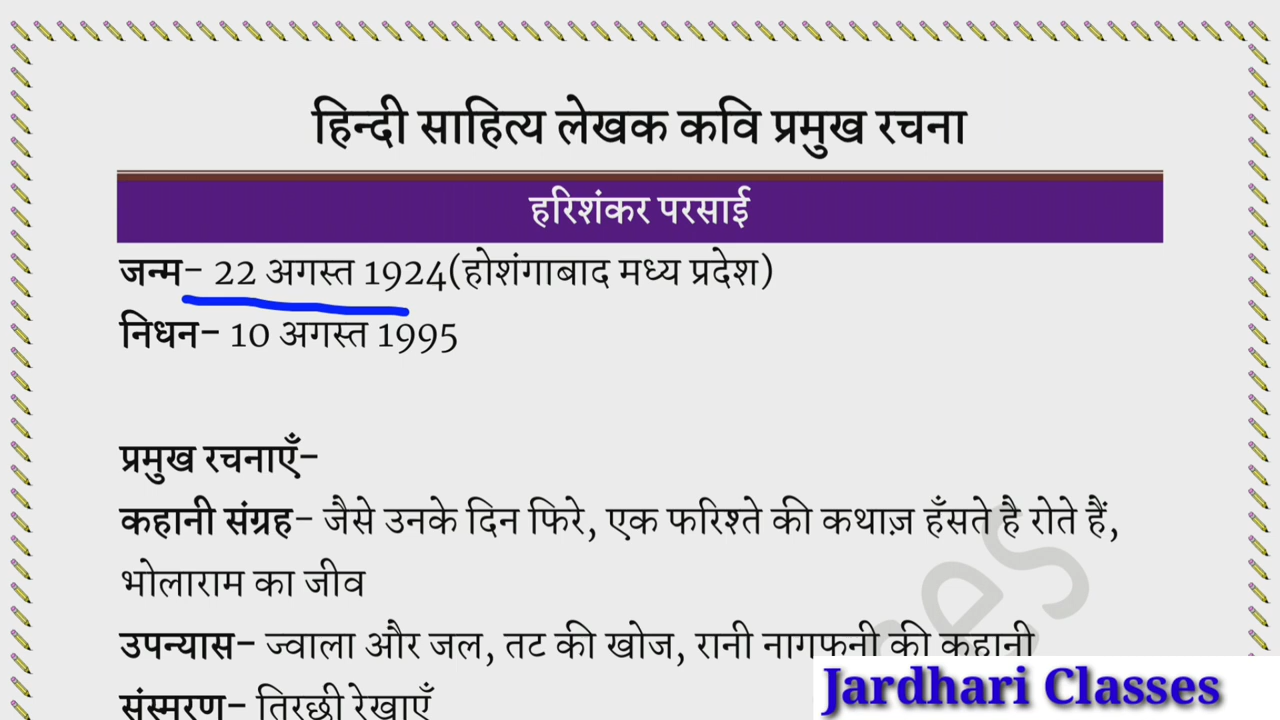 हिन्दी साहित्य लेखक कवि प्रमुख रचना
हरिशंकर परसाई
जन्म- 22 अगस्त 1924(होशंगाबाद मध्य प्रदेश)
निधन- 10 अगस्त 1995
प्रमुख रचनाएँ-
कहानी संग्रह- जैसे उनके दिन फिरे, एक फरिश्ते की कथाज़ हँसते है रोते हैं,
भोलाराम का जीव
उपन्यास- ज्वाला और जल, तट की खोज, रानी नागफनी की कहानी
संस्मरण- तिरछी रेखाएँ
Jardhari Classes